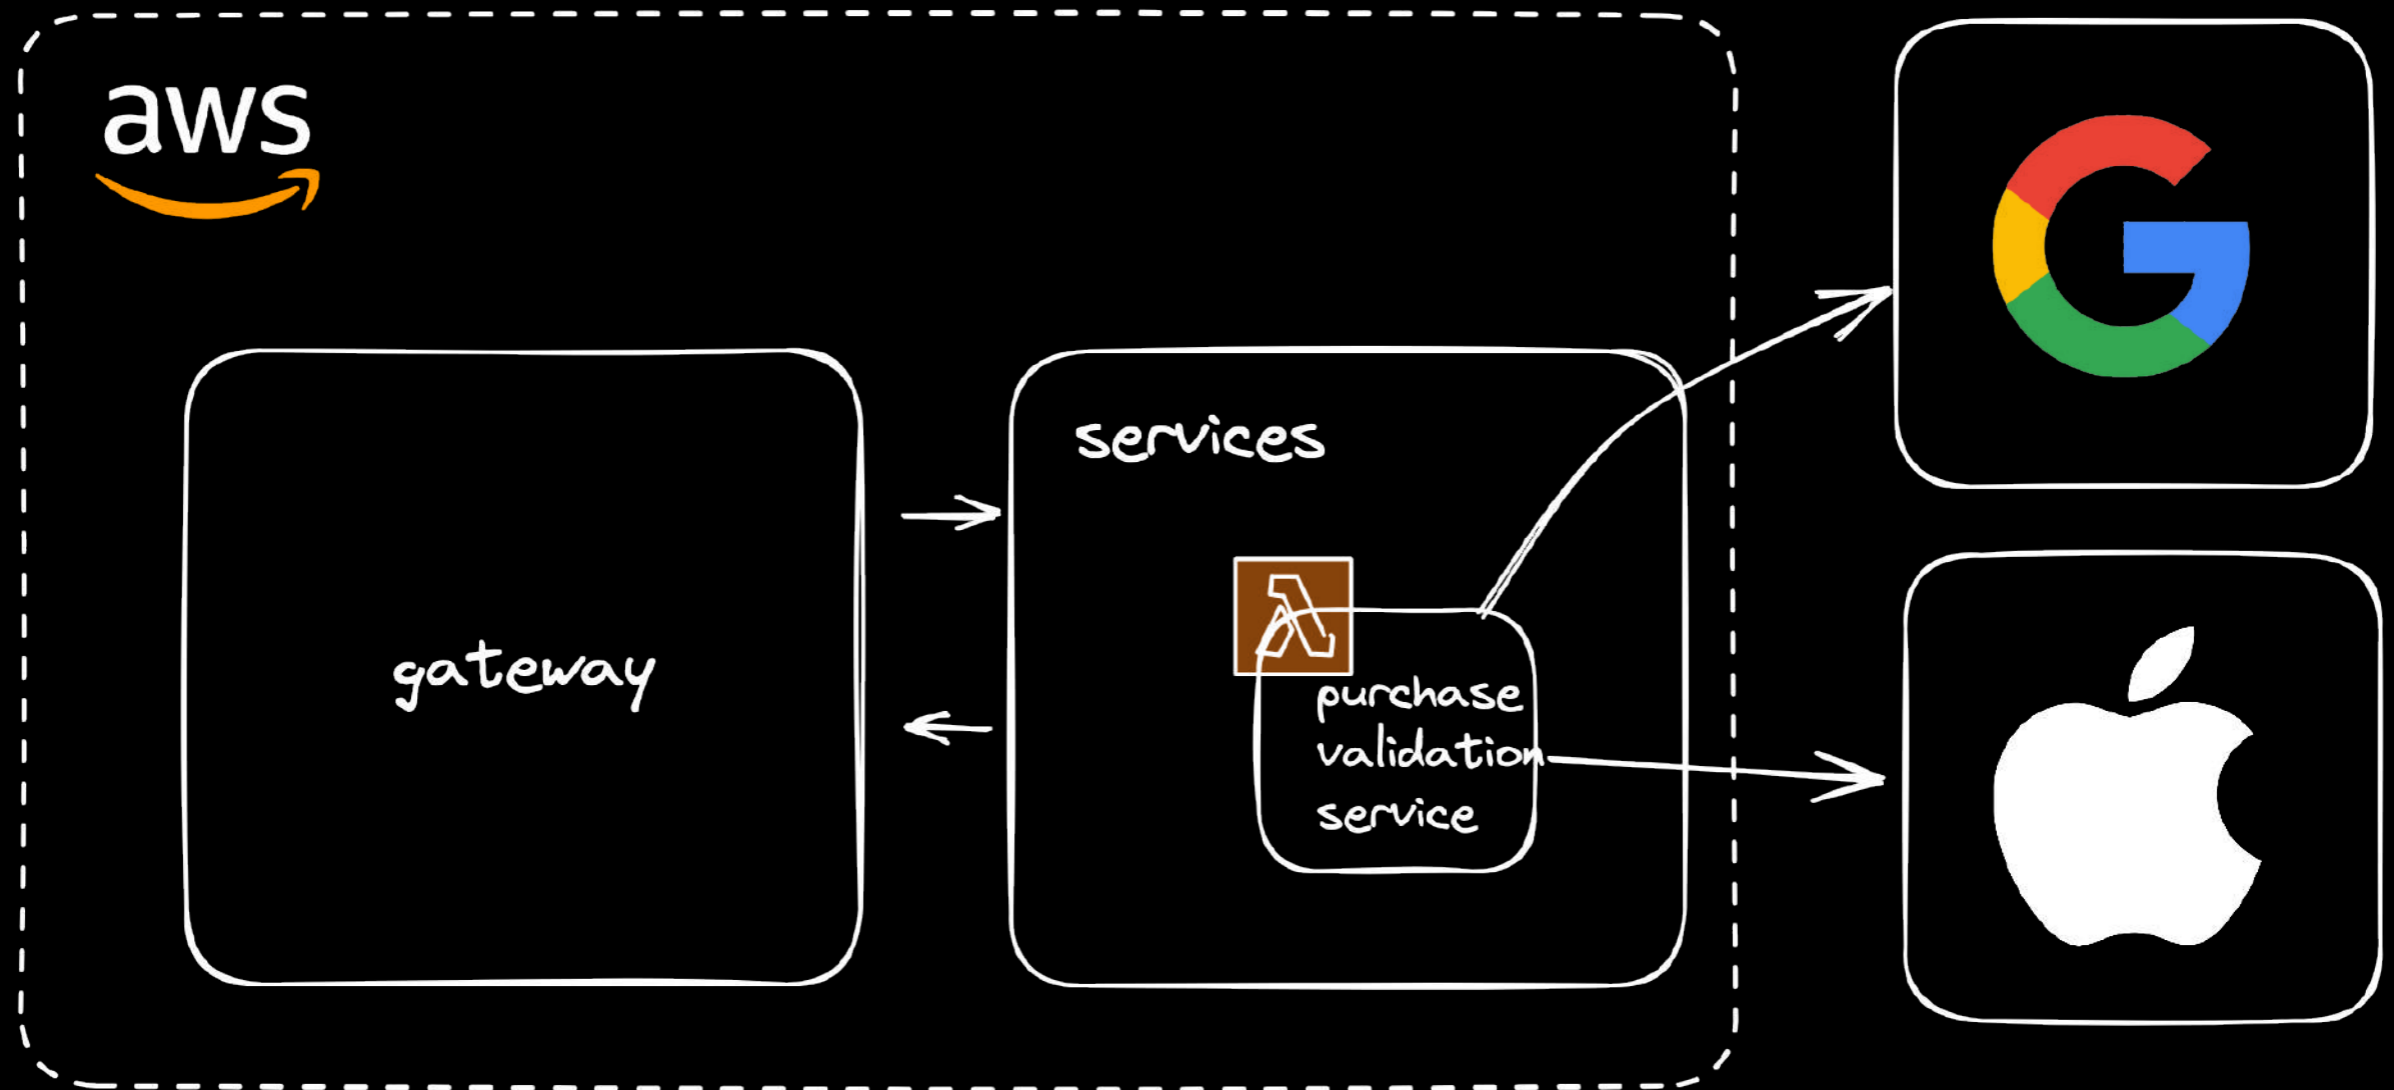 aws
gateway
services
purchase
validation
service